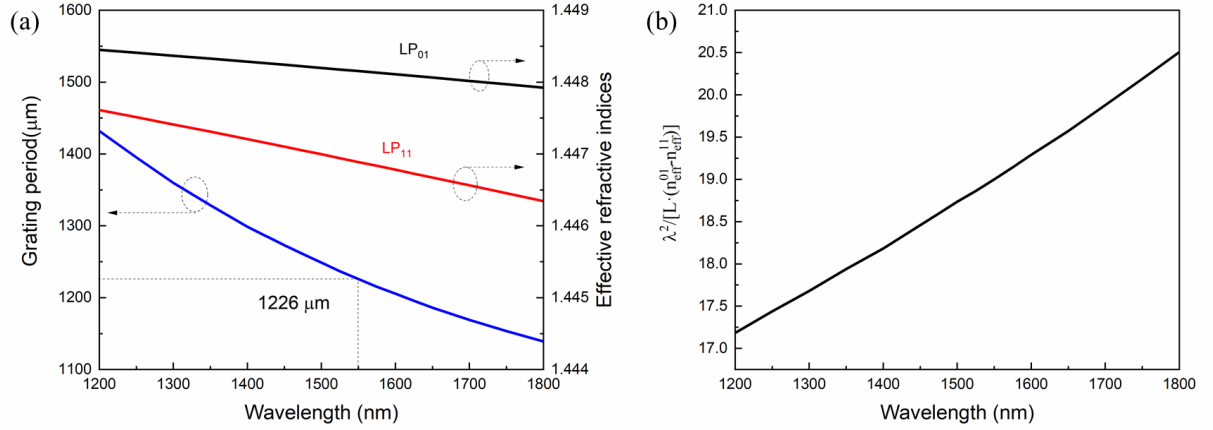 (a)
1600
1500
1400
1300
1200
1100
Grating period(μm)
1.449
1.448
1.447
1.446
1.445
1.444
Effective refractive indices
LP₀₁
LP₁₁
1226 μm
1200 1300 1400 1500 1600 1700 1800
Wavelength (nm)
(b)
21.0
20.5
20.0
19.5
19.0
18.5
18.0
17.5
17.0
λ²/[L·(n⁰¹eff-n¹¹eff)]
1200 1300 1400 1500 1600 1700 1800
Wavelength (nm)